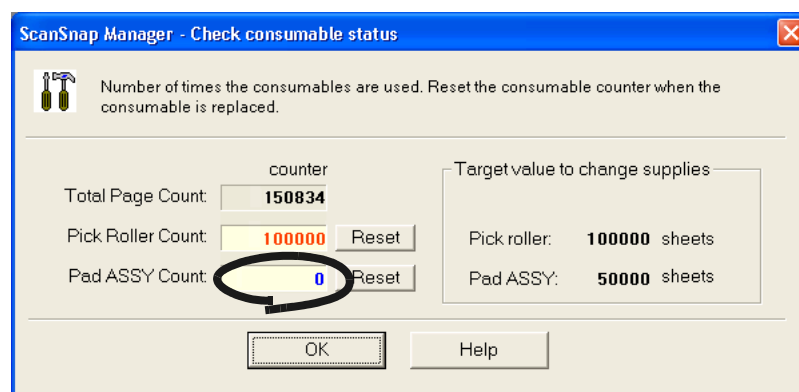 ScanSnap Manager - Check consumable status
Number of times the consumables are used. Reset the consumable counter when the
consumable is replaced.
counter
Total Page Count: 150834
Pick Roller Count: 100000 Reset
Pad ASSY Count: 0 Reset
Target value to change supplies
Pick roller: 100000 sheets
Pad ASSY: 50000 sheets
OK Help